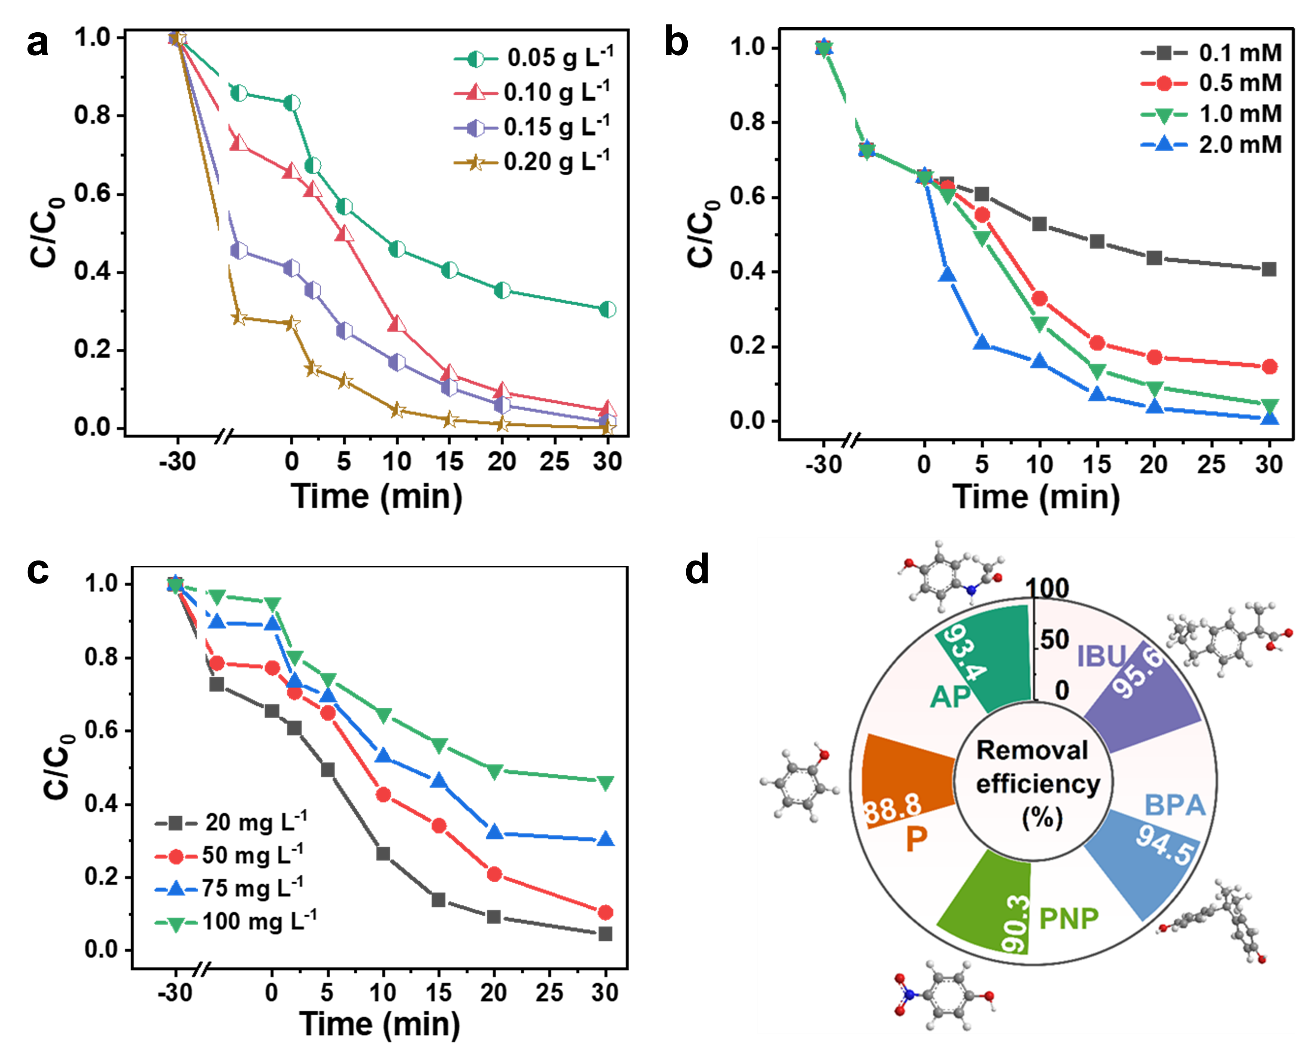 a
1.0
0.8
0.6
0.4
0.2
0.0
C/C₀
0.05 g L⁻¹
0.10 g L⁻¹
0.15 g L⁻¹
0.20 g L⁻¹
-30 0 5 10 15 20 25 30
Time (min)
b
1.0
0.8
0.6
0.4
0.2
0.0
C/C₀
0.1 mM
0.5 mM
1.0 mM
2.0 mM
-30 0 5 10 15 20 25 30
Time (min)
c
1.0
0.8
0.6
0.4
0.2
0.0
C/C₀
20 mg L⁻¹
50 mg L⁻¹
75 mg L⁻¹
100 mg L⁻¹
-30 0 5 10 15 20 25 30
Time (min)
d
100
50
0
93.4
AP
IBU
95.6
Removal
efficiency
(%)
88.8
P
BPA
94.5
90.3
PNP